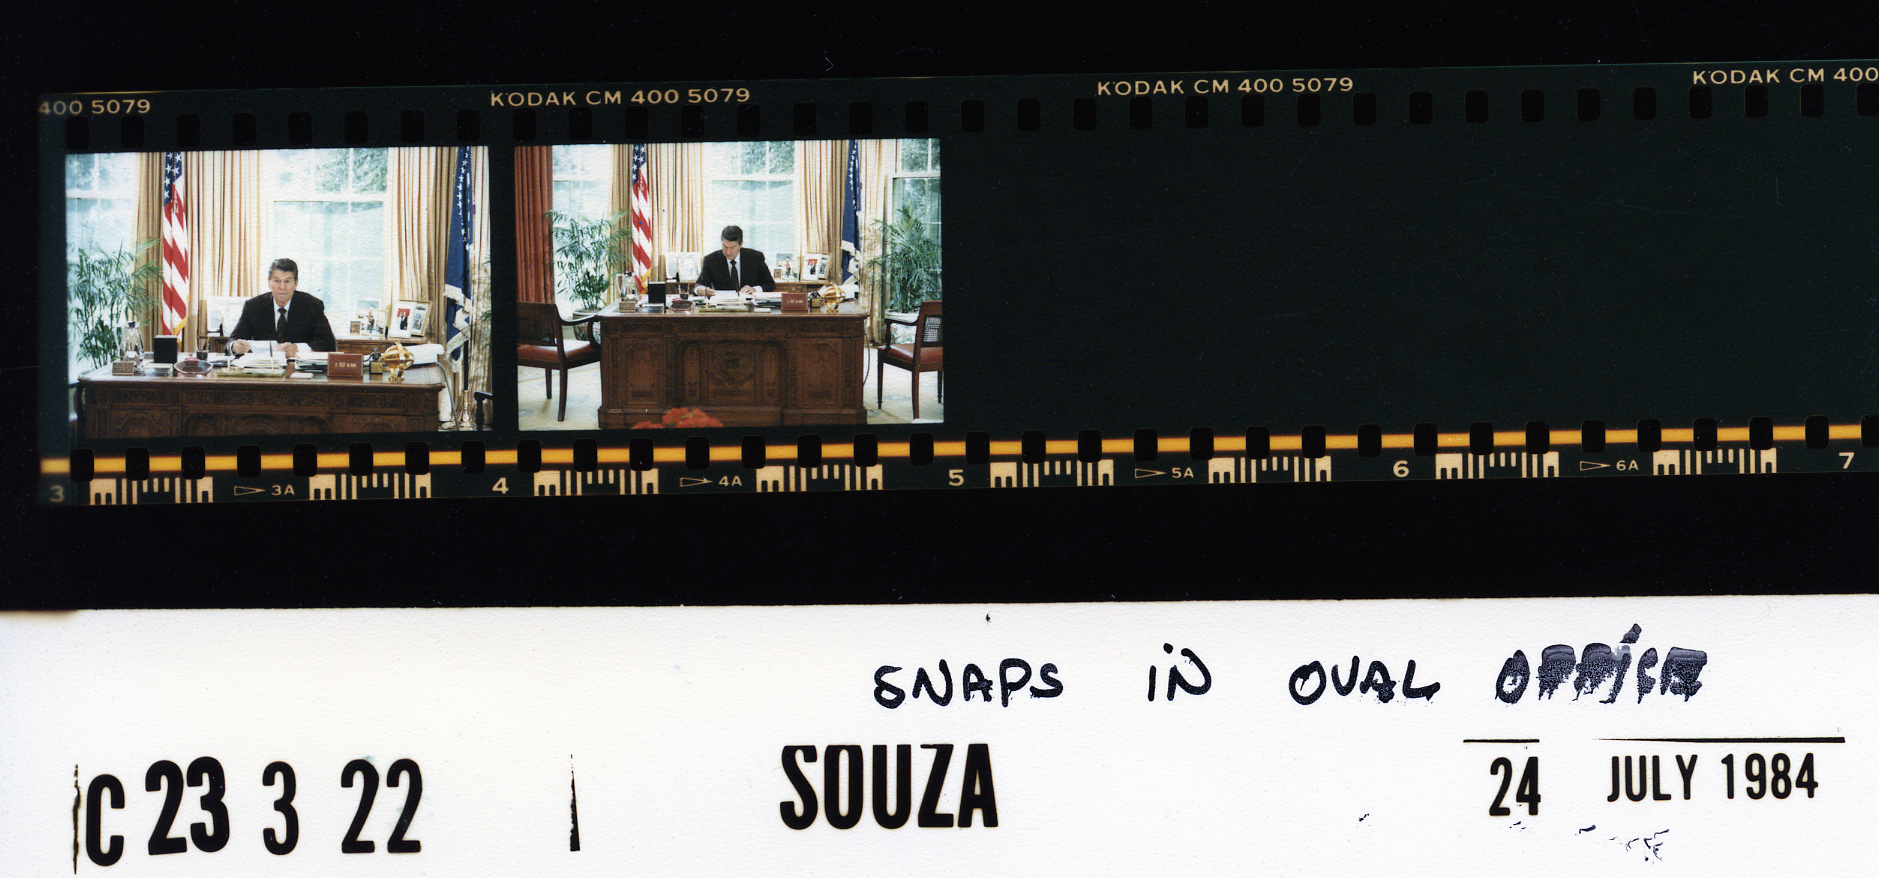 400 5079 KODAK CM 400 5079 KODAK CM 400 5079 KODAK CM 400
3 3A 4 4A 5 5A 6 6A 7
SNAPS IN OVAL OFFICE
C 23 3 22 SOUZA 24 JULY 1984